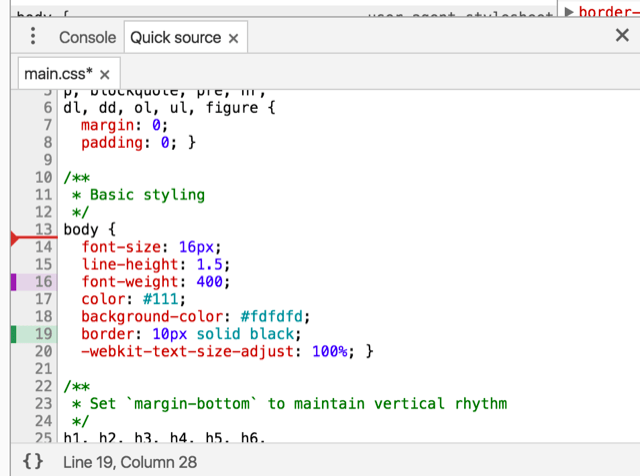 body {
user agent stylesheet
border-
Console
Quick source ×
main.css* ×
5 p, blockquote, pre, hr,
6 dl, dd, ol, ul, figure {
7 margin: 0;
8 padding: 0; }
9
10 /**
11 * Basic styling
12 */
13 body {
14 font-size: 16px;
15 line-height: 1.5;
16 font-weight: 400;
17 color: #111;
18 background-color: #fdfdfd;
19 border: 10px solid black;
20 -webkit-text-size-adjust: 100%; }
21
22 /**
23 * Set `margin-bottom` to maintain vertical rhythm
24 */
25 h1, h2, h3, h4, h5, h6,
{} Line 19, Column 28